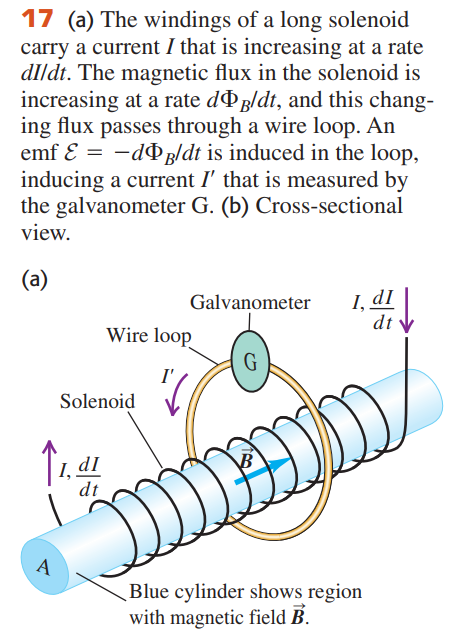 17 (a) The windings of a long solenoid
carry a current I that is increasing at a rate
dI/dt. The magnetic flux in the solenoid is
increasing at a rate dΦB/dt, and this chang-
ing flux passes through a wire loop. An
emf ℰ = −dΦB/dt is induced in the loop,
inducing a current I′ that is measured by
the galvanometer G. (b) Cross-sectional
view.
(a)
Galvanometer
I, dI/dt
Wire loop
G
I′
Solenoid
B⃗
I, dI/dt
A
Blue cylinder shows region
with magnetic field B⃗.